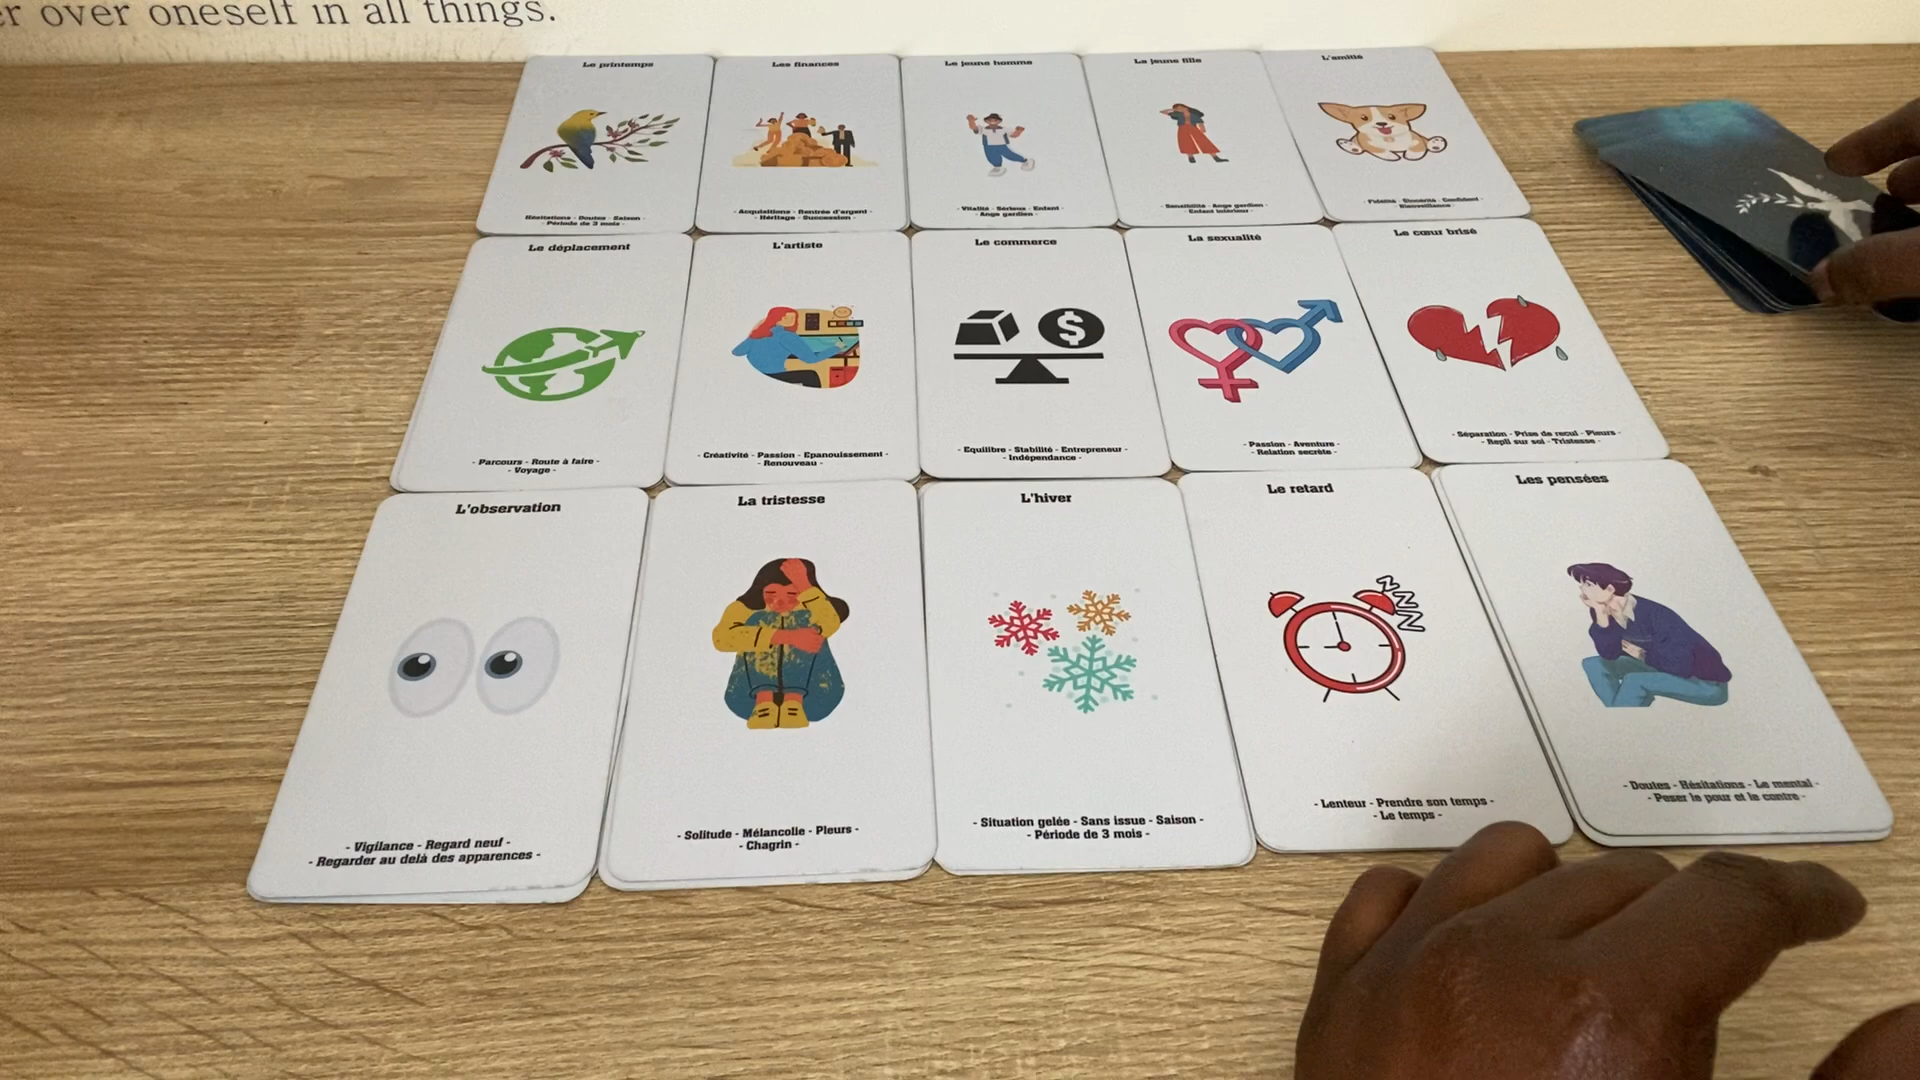 er over oneself in all things.
Le printemps
Hésitations - Doutes - Saison -
- Période de 3 mois -
Les finances
- Acquisitions - Rentrée d'argent -
- Héritage - Succession -
Le jeune homme
- Vitalité - Sérieux - Enfant
- Ange gardien -
La jeune fille
- Sensibilité - Ange gardien
- Enfant intérieur -
L'amitié
- Fidélité - Sincérité - Confident
Bienveillance -
Le déplacement
- Parcours - Route à faire -
- Voyage -
L'artiste
- Créativité - Passion - Epanouissement -
- Renouveau -
Le commerce
- Equilibre - Stabilité - Entrepreneur -
- Indépendance -
La sexualité
- Passion - Aventure -
- Relation secrète -
Le cœur brisé
- Séparation - Prise de recul - Pleurs -
- Repli sur soi - Tristesse -
L'observation
- Vigilance - Regard neuf -
- Regarder au delà des apparences -
La tristesse
- Solitude - Mélancolie - Pleurs -
- Chagrin -
L'hiver
- Situation gelée - Sans issue - Saison -
- Période de 3 mois -
Le retard
zzzz
- Lenteur - Prendre son temps -
- Le temps -
Les pensées
- Doutes - Hésitations - Le mental -
- Peser le pour et le contre -